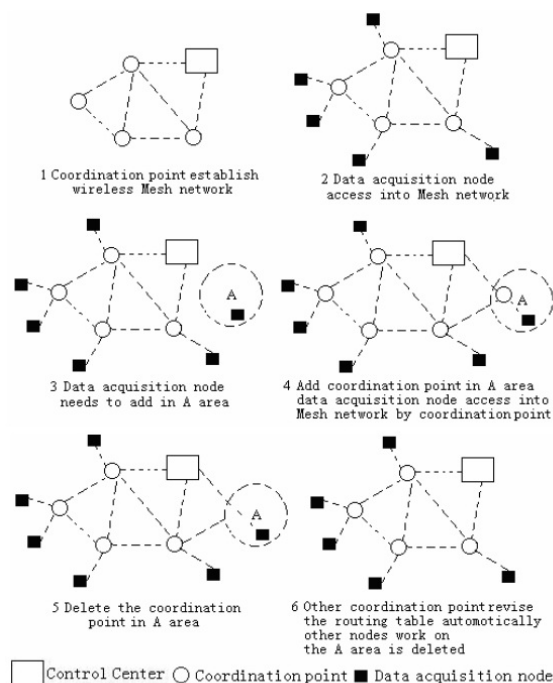 1 Coordination point establish
wireless Mesh network
2 Data acquisition node
access into Mesh network
A
3 Data acquisition node
needs to add in A area
A
4 Add coordination point in A area
data acquisition node access into
Mesh network by coordination point
A
5 Delete the coordination
point in A area
6 Other coordination pointrevise
the routing table automotically
other nodes work on
the A area is deleted
Control Center Coordination point Data acquisition node